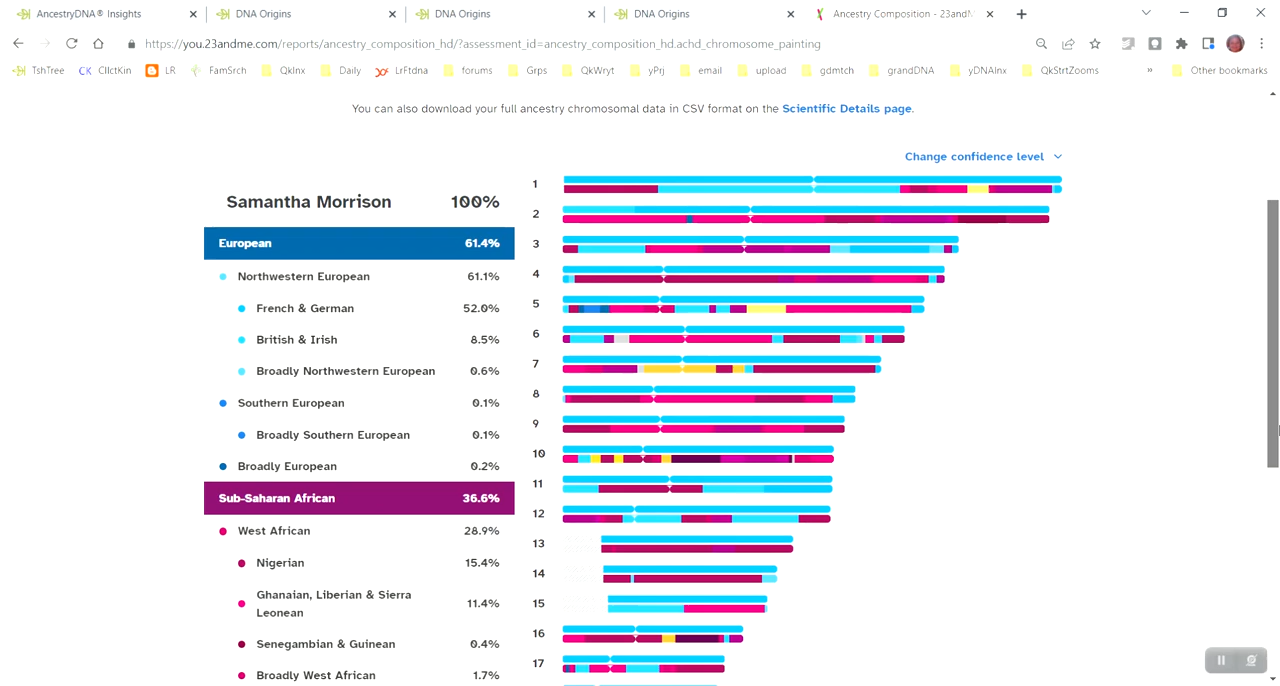 AncestryDNA® Insights
DNA Origins
DNA Origins
DNA Origins
Ancestry Composition - 23andM
https://you.23andme.com/reports/ancestry_composition_hd/?assessment_id=ancestry_composition_hd.achd_chromosome_painting
TshTree CK CllctKin LR FamSrch QkInx Daily LrFtdna forums Grps QkWryt yPrj email upload gdmtch grandDNA yDNAInx QkStrtZooms » Other bookmarks
You can also download your full ancestry chromosomal data in CSV format on the Scientific Details page.
Change confidence level
Samantha Morrison 100%
European 61.4%
Northwestern European 61.1%
French & German 52.0%
British & Irish 8.5%
Broadly Northwestern European 0.6%
Southern European 0.1%
Broadly Southern European 0.1%
Broadly European 0.2%
Sub-Saharan African 36.6%
West African 28.9%
Nigerian 15.4%
Ghanaian, Liberian & Sierra
Leonean 11.4%
Senegambian & Guinean 0.4%
Broadly West African 1.7%
1
2
3
4
5
6
7
8
9
10
11
12
13
14
15
16
17